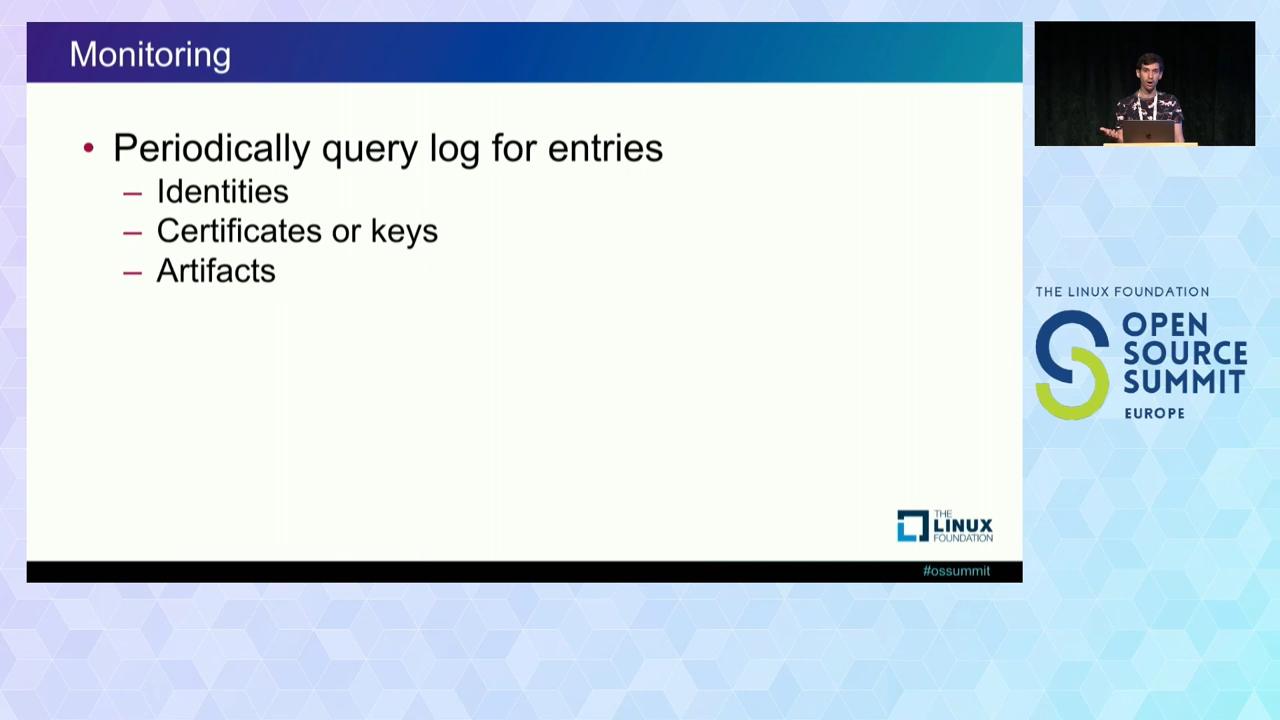 Monitoring
• Periodically query log for entries
– Identities
– Certificates or keys
– Artifacts
THE
LINUX
FOUNDATION
#ossummit
THE LINUX FOUNDATION
OPEN
SOURCE
SUMMIT
EUROPE